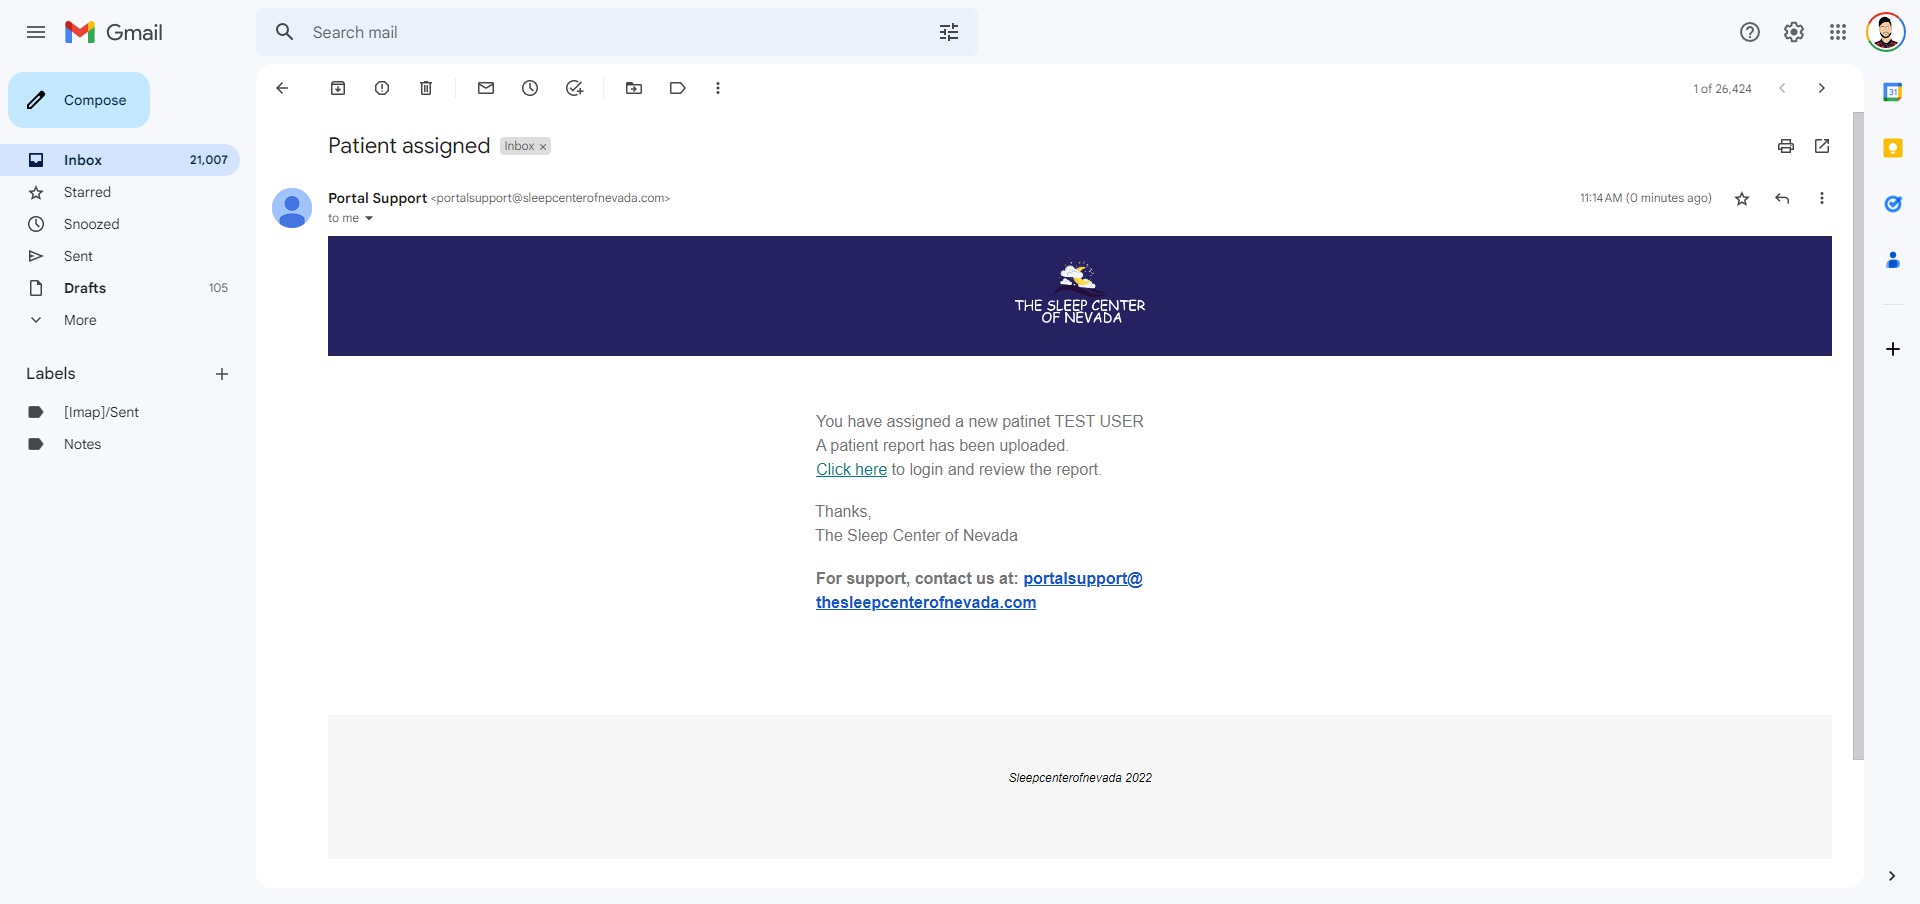 Gmail
Search mail
Compose
1 of 26,424
Patient assigned Inbox ×
Inbox 21,007
Starred
Snoozed
Sent
Drafts 105
More
Labels
[Imap]/Sent
Notes
Portal Support <portalsupport@sleepcenterofnevada.com>
11:14 AM (0 minutes ago)
to me
THE SLEEP CENTER
OF NEVADA
You have assigned a new patinet TEST USER
A patient report has been uploaded.
Click here to login and review the report.
Thanks,
The Sleep Center of Nevada
For support, contact us at: portalsupport@
thesleepcenterofnevada.com
Sleepcenterofnevada 2022
31